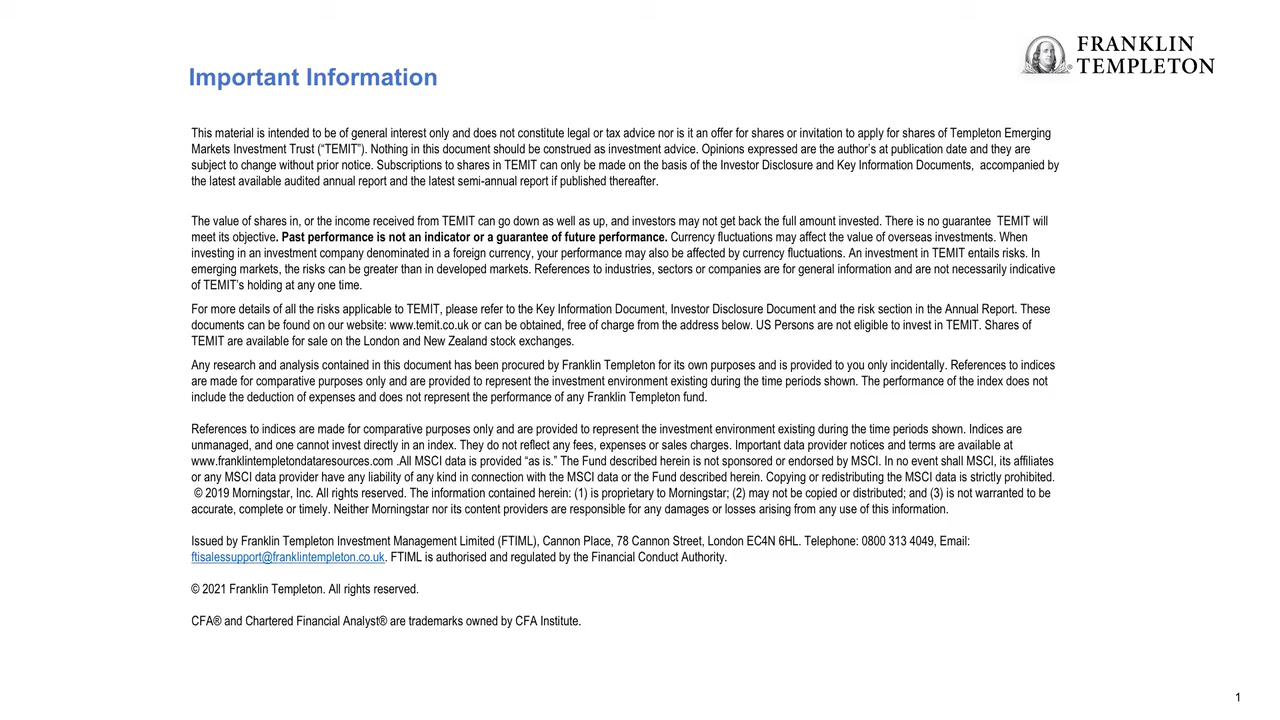 FRANKLIN
TEMPLETON
Important Information
This material is intended to be of general interest only and does not constitute legal or tax advice nor is it an offer for shares or invitation to apply for shares of Templeton Emerging
Markets Investment Trust (“TEMIT”). Nothing in this document should be construed as investment advice. Opinions expressed are the author’s at publication date and they are
subject to change without prior notice. Subscriptions to shares in TEMIT can only be made on the basis of the Investor Disclosure and Key Information Documents, accompanied by
the latest available audited annual report and the latest semi-annual report if published thereafter.
The value of shares in, or the income received from TEMIT can go down as well as up, and investors may not get back the full amount invested. There is no guarantee TEMIT will
meet its objective. Past performance is not an indicator or a guarantee of future performance. Currency fluctuations may affect the value of overseas investments. When
investing in an investment company denominated in a foreign currency, your performance may also be affected by currency fluctuations. An investment in TEMIT entails risks. In
emerging markets, the risks can be greater than in developed markets. References to industries, sectors or companies are for general information and are not necessarily indicative
of TEMIT’s holding at any one time.
For more details of all the risks applicable to TEMIT, please refer to the Key Information Document, Investor Disclosure Document and the risk section in the Annual Report. These
documents can be found on our website: www.temit.co.uk or can be obtained, free of charge from the address below. US Persons are not eligible to invest in TEMIT. Shares of
TEMIT are available for sale on the London and New Zealand stock exchanges.
Any research and analysis contained in this document has been procured by Franklin Templeton for its own purposes and is provided to you only incidentally. References to indices
are made for comparative purposes only and are provided to represent the investment environment existing during the time periods shown. The performance of the index does not
include the deduction of expenses and does not represent the performance of any Franklin Templeton fund.
References to indices are made for comparative purposes only and are provided to represent the investment environment existing during the time periods shown. Indices are
unmanaged, and one cannot invest directly in an index. They do not reflect any fees, expenses or sales charges. Important data provider notices and terms are available at
www.franklintempletondataresources.com .All MSCI data is provided “as is.” The Fund described herein is not sponsored or endorsed by MSCI. In no event shall MSCI, its affiliates
or any MSCI data provider have any liability of any kind in connection with the MSCI data or the Fund described herein. Copying or redistributing the MSCI data is strictly prohibited.
© 2019 Morningstar, Inc. All rights reserved. The information contained herein: (1) is proprietary to Morningstar; (2) may not be copied or distributed; and (3) is not warranted to be
accurate, complete or timely. Neither Morningstar nor its content providers are responsible for any damages or losses arising from any use of this information.
Issued by Franklin Templeton Investment Management Limited (FTIML), Cannon Place, 78 Cannon Street, London EC4N 6HL. Telephone: 0800 313 4049, Email:
ftisalessupport@franklintempleton.co.uk. FTIML is authorised and regulated by the Financial Conduct Authority.
© 2021 Franklin Templeton. All rights reserved.
CFA® and Chartered Financial Analyst® are trademarks owned by CFA Institute.
1